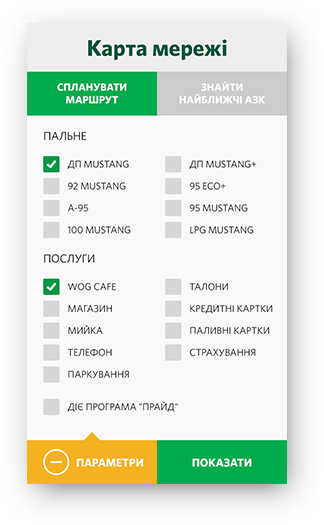 Карта мережі
СПЛАНУВАТИ
МАРШРУТ
ЗНАЙТИ
НАЙБЛИЖЧІ АЗК
ПАЛЬНЕ
ДП MUSTANG
ДП MUSTANG+
92 MUSTANG
95 ECO+
А-95
95 MUSTANG
100 MUSTANG
LPG MUSTANG
ПОСЛУГИ
WOG CAFE
ТАЛОНИ
МАГАЗИН
КРЕДИТНІ КАРТКИ
МИЙКА
ПАЛИВНІ КАРТКИ
ТЕЛЕФОН
СТРАХУВАННЯ
ПАРКУВАННЯ
ДІЄ ПРОГРАМА "ПРАЙД"
ПАРАМЕТРИ
ПОКАЗАТИ